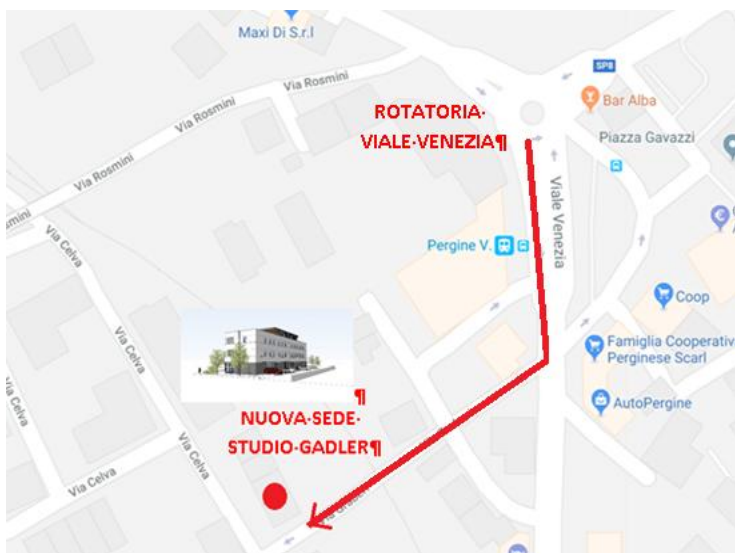 Maxi Di S.r.l
SP8
Via Rosmini
Bar Alba
ROTATORIA·
VIALE·VENEZIA¶
Via Rosmini
Piazza Gavazzi
Via Rosmini
Viale Venezia
Via Celva
Pergine V.
Coop
Famiglia Cooperativ
Perginese Scarl
¶
NUOVA·SEDE·
STUDIO·GADLER¶
AutoPergine
Via Celva
Via Celva
Via Celva